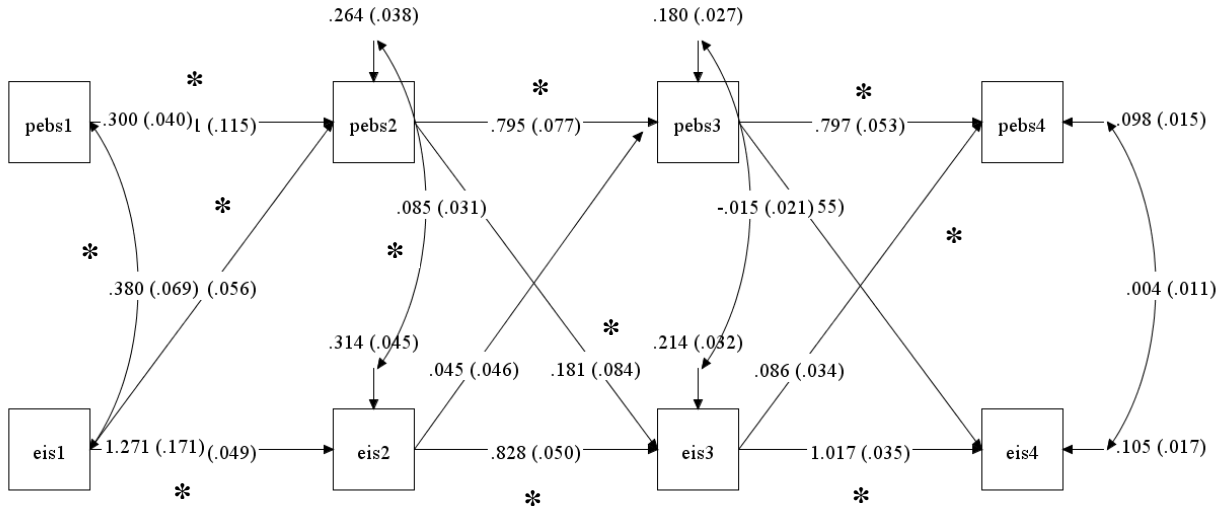 .264 (.038) .180 (.027)
* * *
pebs1 .300 (.040) (.115) pebs2 .795 (.077) pebs3 .797 (.053) pebs4 .098 (.015)
* .085 (.031) -.015 (.021) 55)
* * *
.380 (.069) (.056) .004 (.011)
*
.314 (.045) .214 (.032)
.045 (.046) .181 (.084) .086 (.034)
eis1 1.271 (.171) (.049) eis2 .828 (.050) eis3 1.017 (.035) eis4 .105 (.017)
* * *